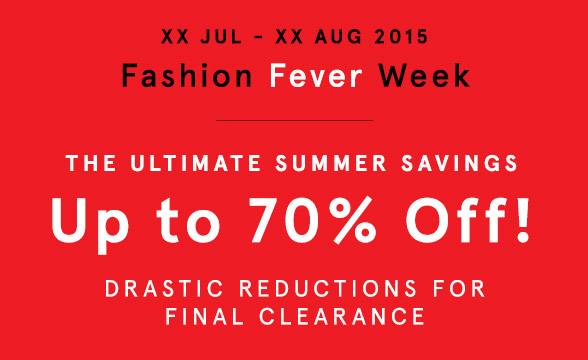 XX JUL - XX AUG 2015
Fashion Fever Week
THE ULTIMATE SUMMER SAVINGS
Up to 70% Off!
DRASTIC REDUCTIONS FOR
FINAL CLEARANCE